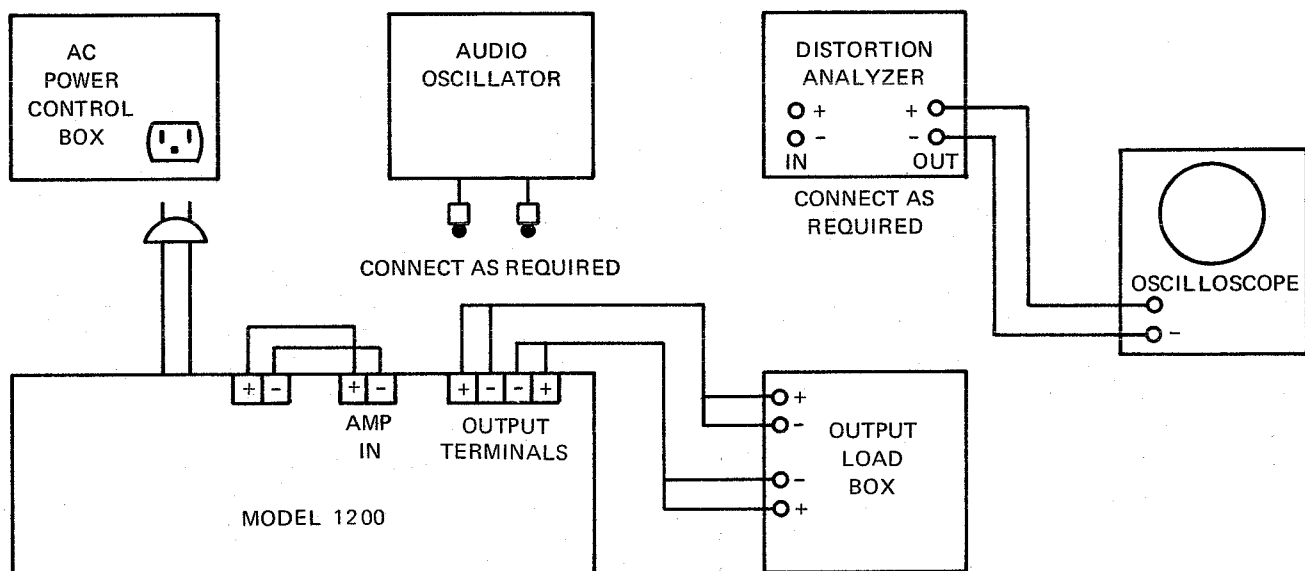 AC
POWER
CONTROL
BOX
AUDIO
OSCILLATOR
CONNECT AS REQUIRED
DISTORTION
ANALYZER
+ +
- -
IN OUT
CONNECT AS
REQUIRED
OSCILLOSCOPE
-
+ - + - + - - +
AMP
IN
OUTPUT
TERMINALS
MODEL 1200
+
-
-
+
OUTPUT
LOAD
BOX